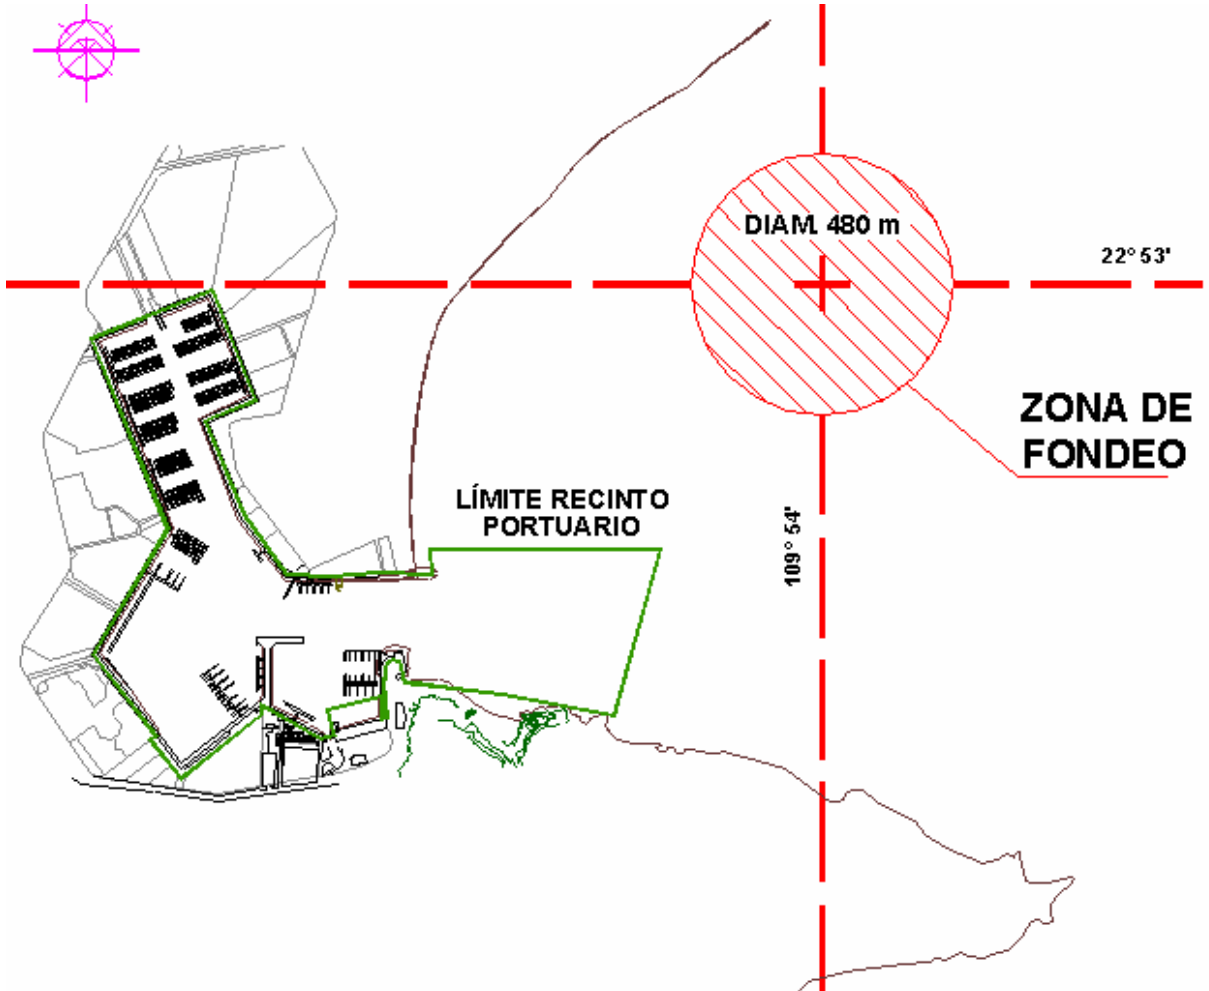 DIAM. 480 m
22° 53'
ZONA DE
FONDEO
LÍMITE RECINTO
PORTUARIO
109° 54'